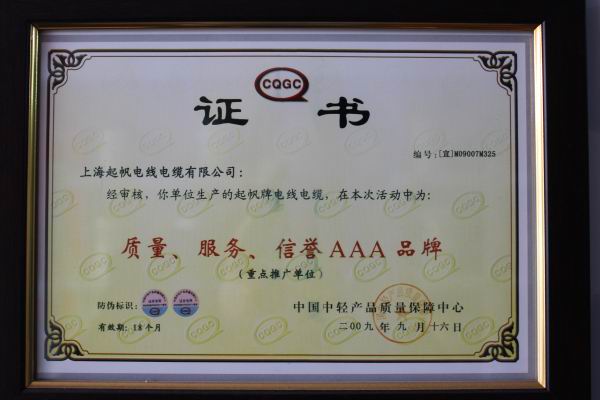 CQGC
证 书
编号:[宜]M09007M325
上海起帆电线电缆有限公司:
经审核,你单位生产的起帆牌电线电缆,在本次活动中为:
质量、服务、信誉AAA品牌
(重点推广单位)
防伪标识:
中国中轻产品质量保障中心
有效期:18个月
二00九年九月十六日